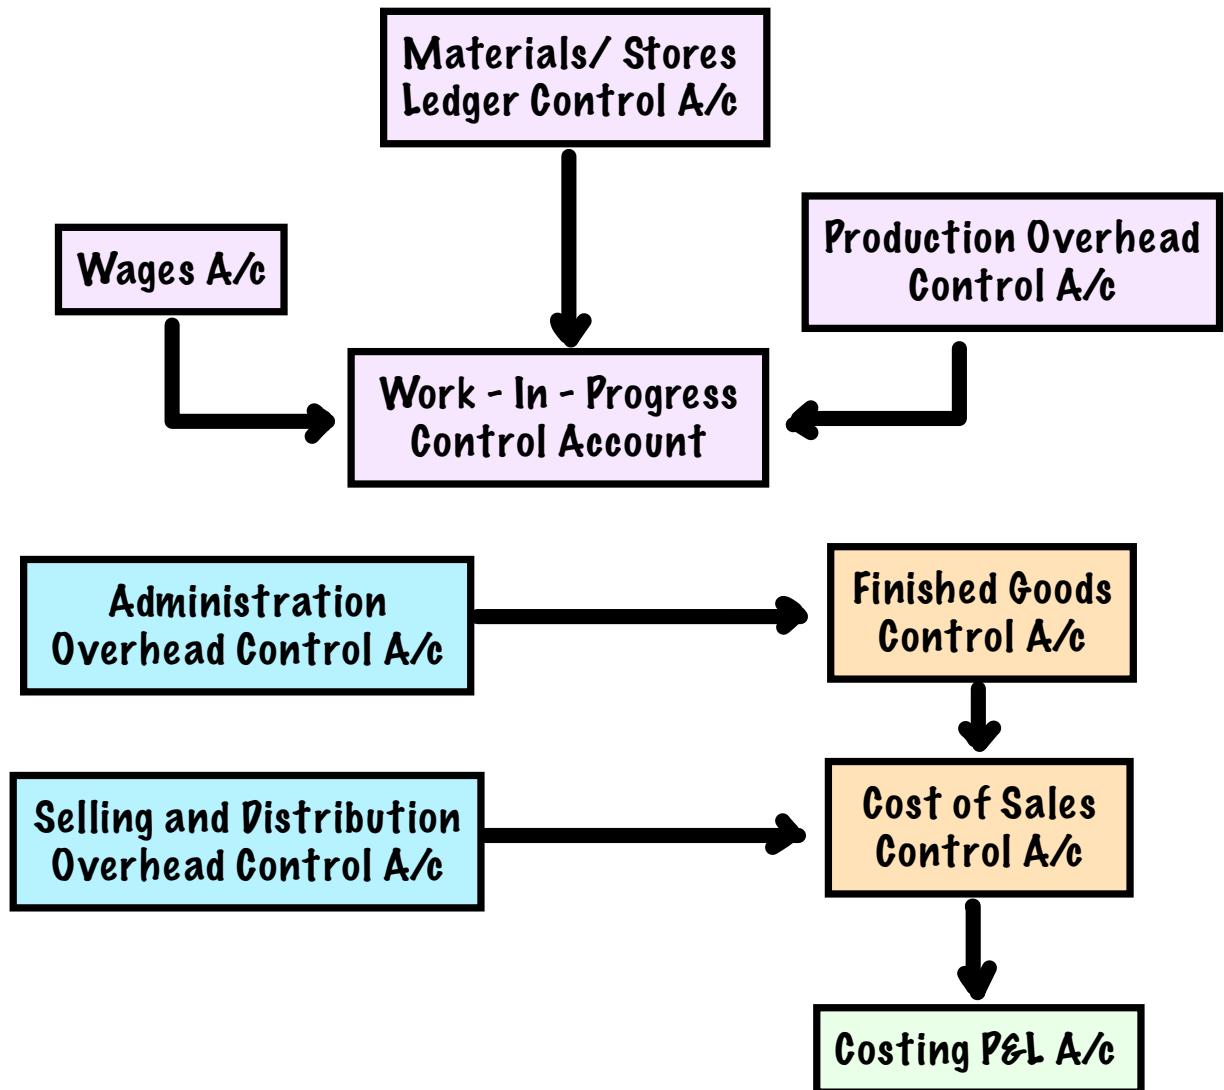 Materials/ Stores
Ledger Control A/c
Wages A/c
Production Overhead
Control A/c
Work - In - Progress
Control Account
Administration
Overhead Control A/c
Finished Goods
Control A/c
Selling and Distribution
Overhead Control A/c
Cost of Sales
Control A/c
Costing P&L A/c